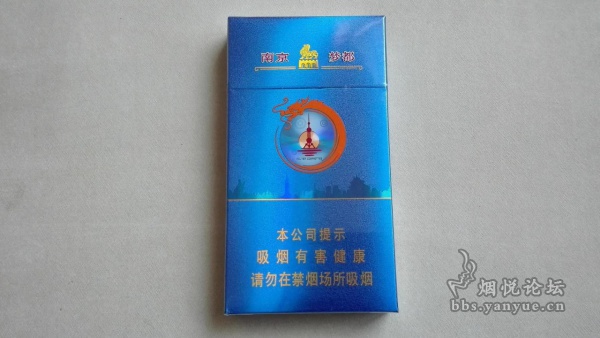 南京 梦都
本公司提示
吸烟有害健康
请勿在禁烟场所吸烟
烟悦论坛
bbs.yanyue.cn